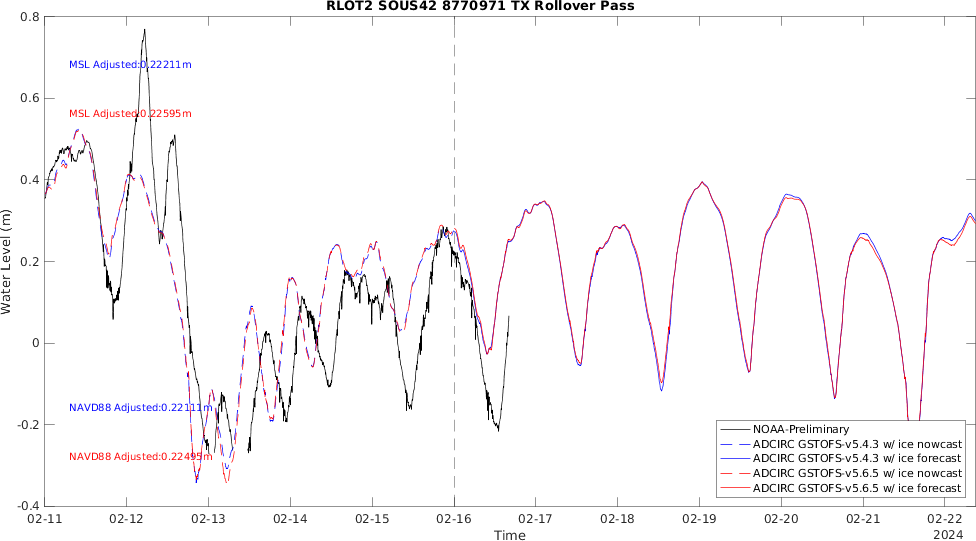 RLOT2 SOUS42 8770971 TX Rollover Pass
0.8
MSL Adjusted:0.22211m
0.6
MSL Adjusted:0.22595m
0.4
0.2
Water Level (m)
0
NAVD88 Adjusted:0.22111m
-0.2
NAVD88 Adjusted:0.22495m
-0.4
NOAA-Preliminary
ADCIRC GSTOFS-v5.4.3 w/ ice nowcast
ADCIRC GSTOFS-v5.4.3 w/ ice forecast
ADCIRC GSTOFS-v5.6.5 w/ ice nowcast
ADCIRC GSTOFS-v5.6.5 w/ ice forecast
02-11 02-12 02-13 02-14 02-15 02-16 02-17 02-18 02-19 02-20 02-21 02-22
2024
Time